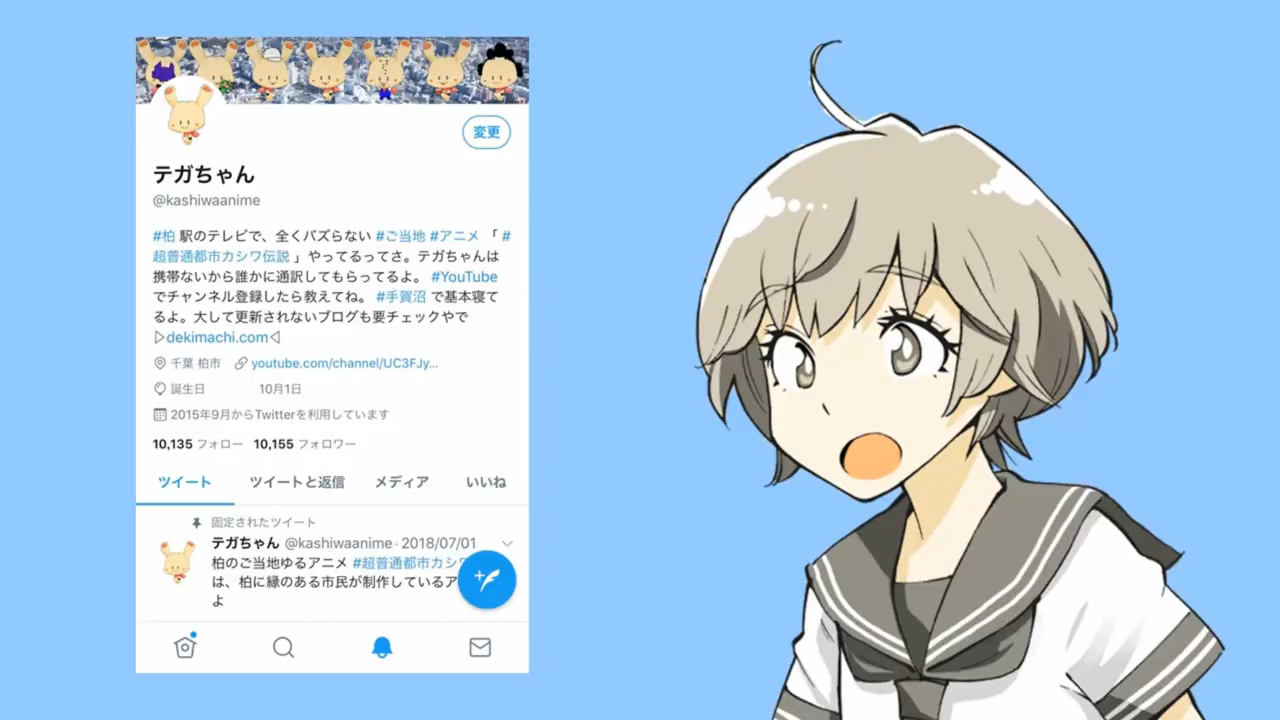 変更
テガちゃん
@kashiwaanime
#柏 駅のテレビで、全くバズらない #ご当地 #アニメ 「 #
超普通都市カシワ伝説 」やってるってさ。テガちゃんは
携帯ないから誰かに通訳してもらってるよ。 #YouTube
でチャンネル登録したら教えてね。 #手賀沼 で基本寝て
るよ。大して更新されないブログも要チェックやで
▷dekimachi.com◁
千葉 柏市 youtube.com/channel/UC3FJy...
誕生日 10月1日
2015年9月からTwitterを利用しています
10,135 フォロー 10,155 フォロワー
ツイート ツイートと返信 メディア いいね
固定されたツイート
テガちゃん @kashiwaanime · 2018/07/01
柏のご当地ゆるアニメ #超普通都市カシ
は、柏に縁のある市民が制作しているア
よ